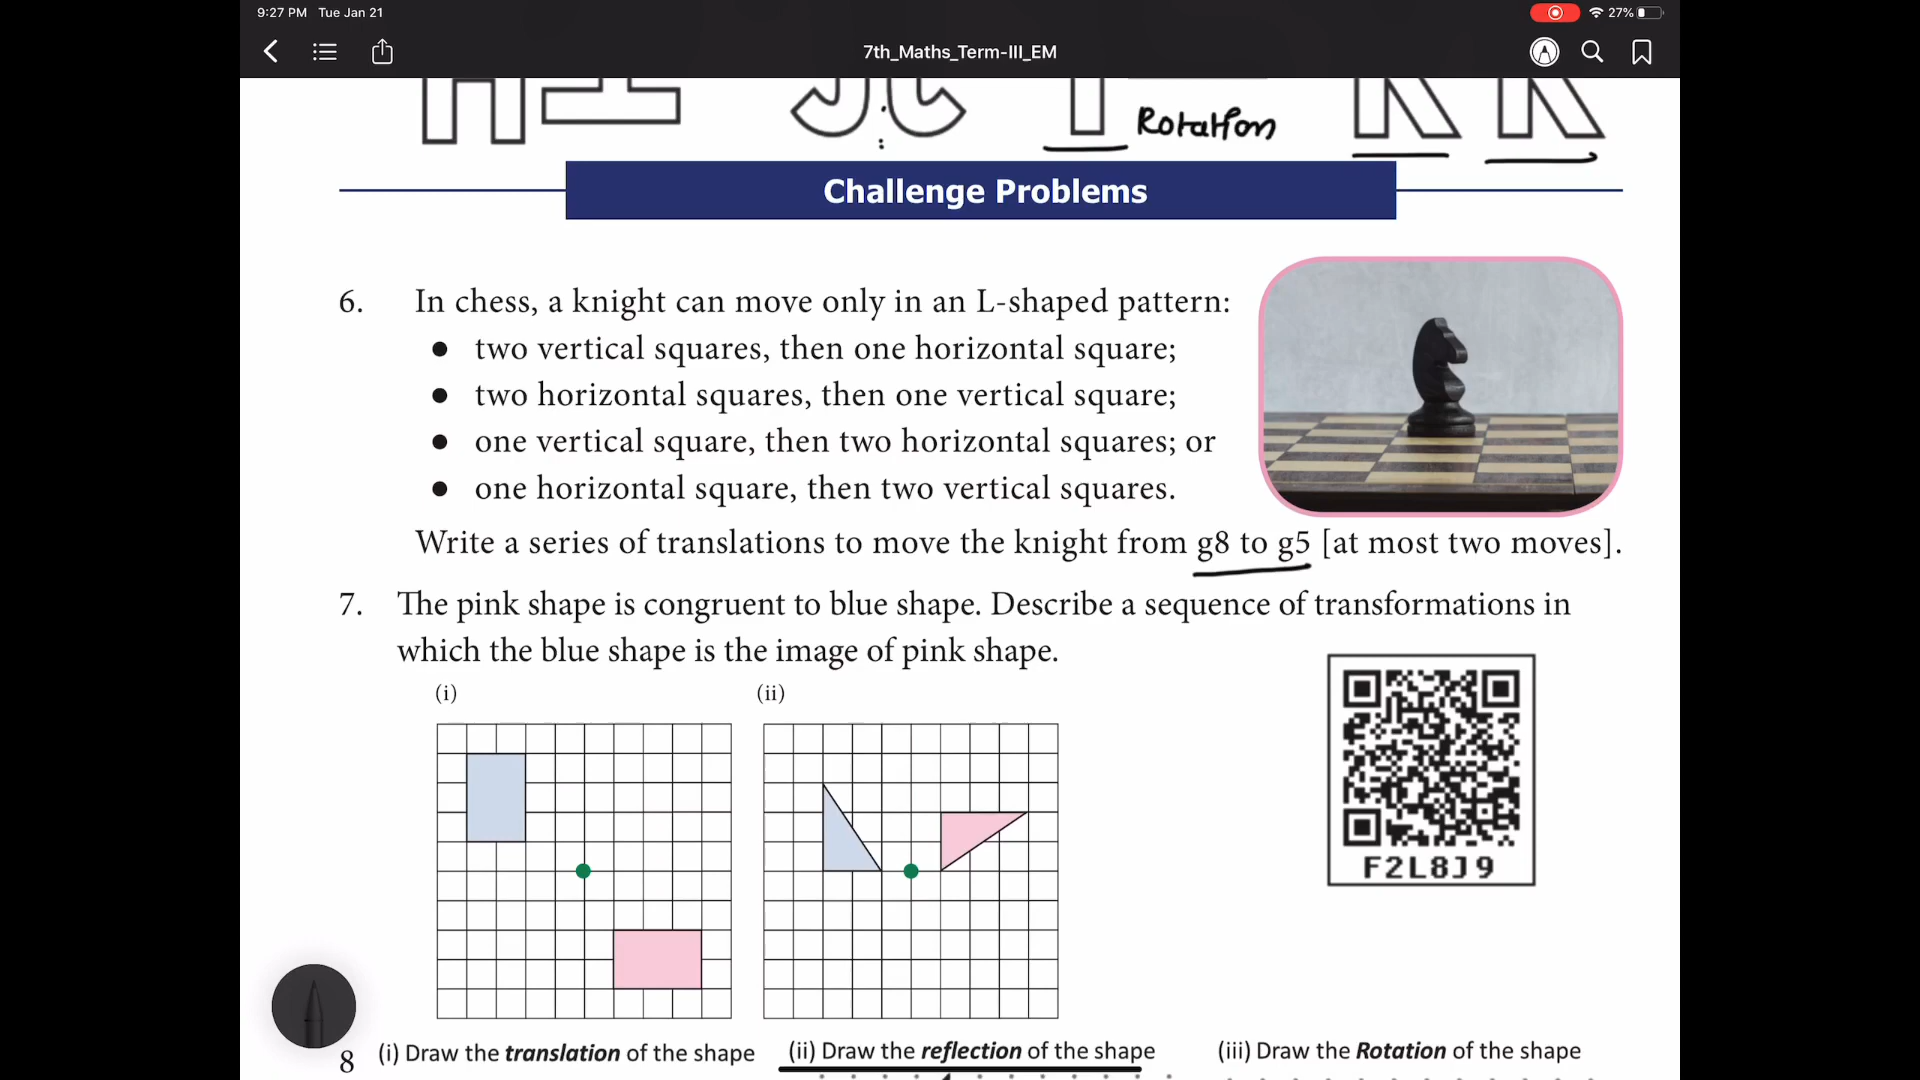 9:27 PM Tue Jan 21
27%
7th_Maths_Term-III_EM
Rotation
Challenge Problems
6. In chess, a knight can move only in an L-shaped pattern:
● two vertical squares, then one horizontal square;
● two horizontal squares, then one vertical square;
● one vertical square, then two horizontal squares; or
● one horizontal square, then two vertical squares.
Write a series of translations to move the knight from g8 to g5 [at most two moves].
7. The pink shape is congruent to blue shape. Describe a sequence of transformations in
which the blue shape is the image of pink shape.
(i) (ii)
F2L8J9
8 (i) Draw the translation of the shape (ii) Draw the reflection of the shape (iii) Draw the Rotation of the shape